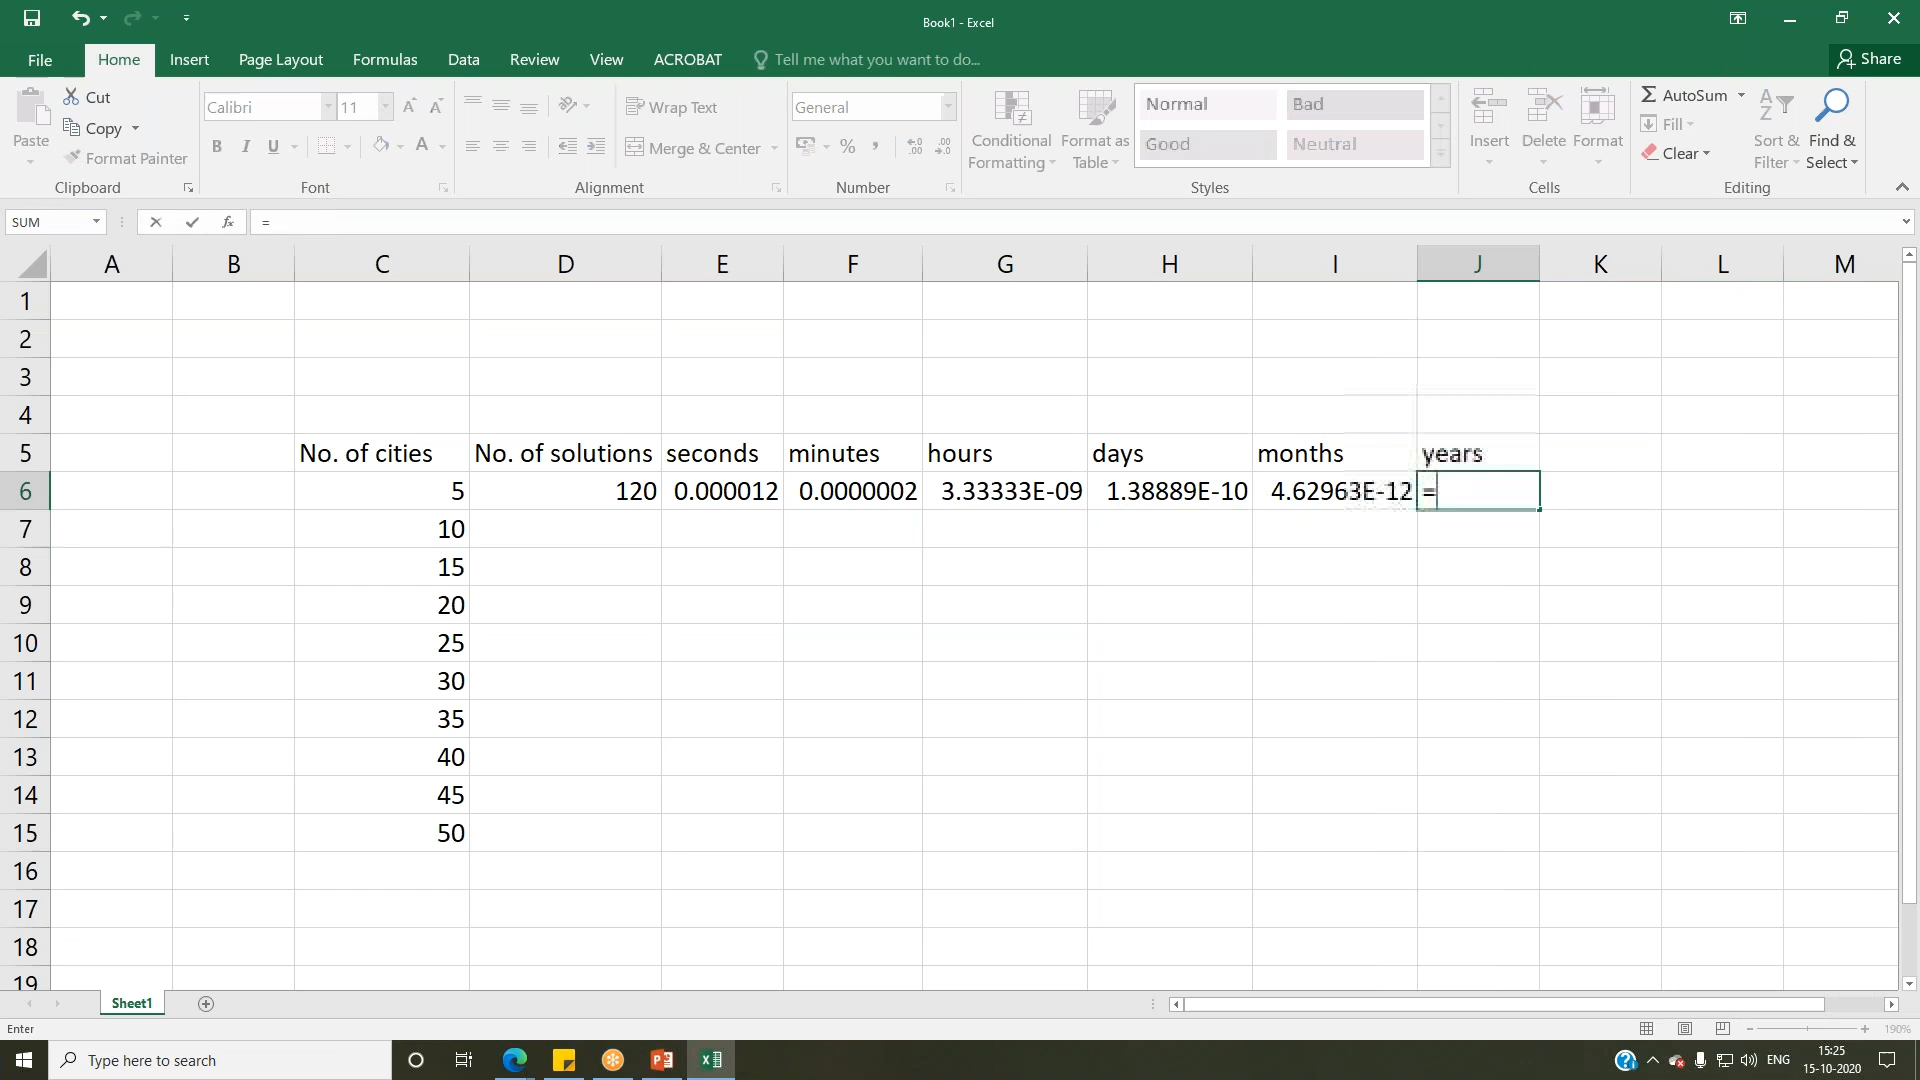 Book1 - Excel
File Home Insert Page Layout Formulas Data Review View ACROBAT Tell me what you want to do... Share
Paste
Cut
Copy
Format Painter
Clipboard
Calibri 11
B I U
Font
Wrap Text
Merge & Center
Alignment
General
%
Number
Conditional Formatting
Format as Table
Normal Bad
Good Neutral
Styles
Insert Delete Format
Cells
AutoSum
Fill
Clear
Sort & Filter
Find & Select
Editing
SUM fx =
A B C D E F G H I J K L M
1
2
3
4
5 No. of cities No. of solutions seconds minutes hours days months years
6 5 120 0.000012 0.0000002 3.33333E-09 1.38889E-10 4.62963E-12 =
7 10
8 15
9 20
10 25
11 30
12 35
13 40
14 45
15 50
16
17
18
19
Sheet1
Enter 190%
Type here to search ENG 15:25
15-10-2020